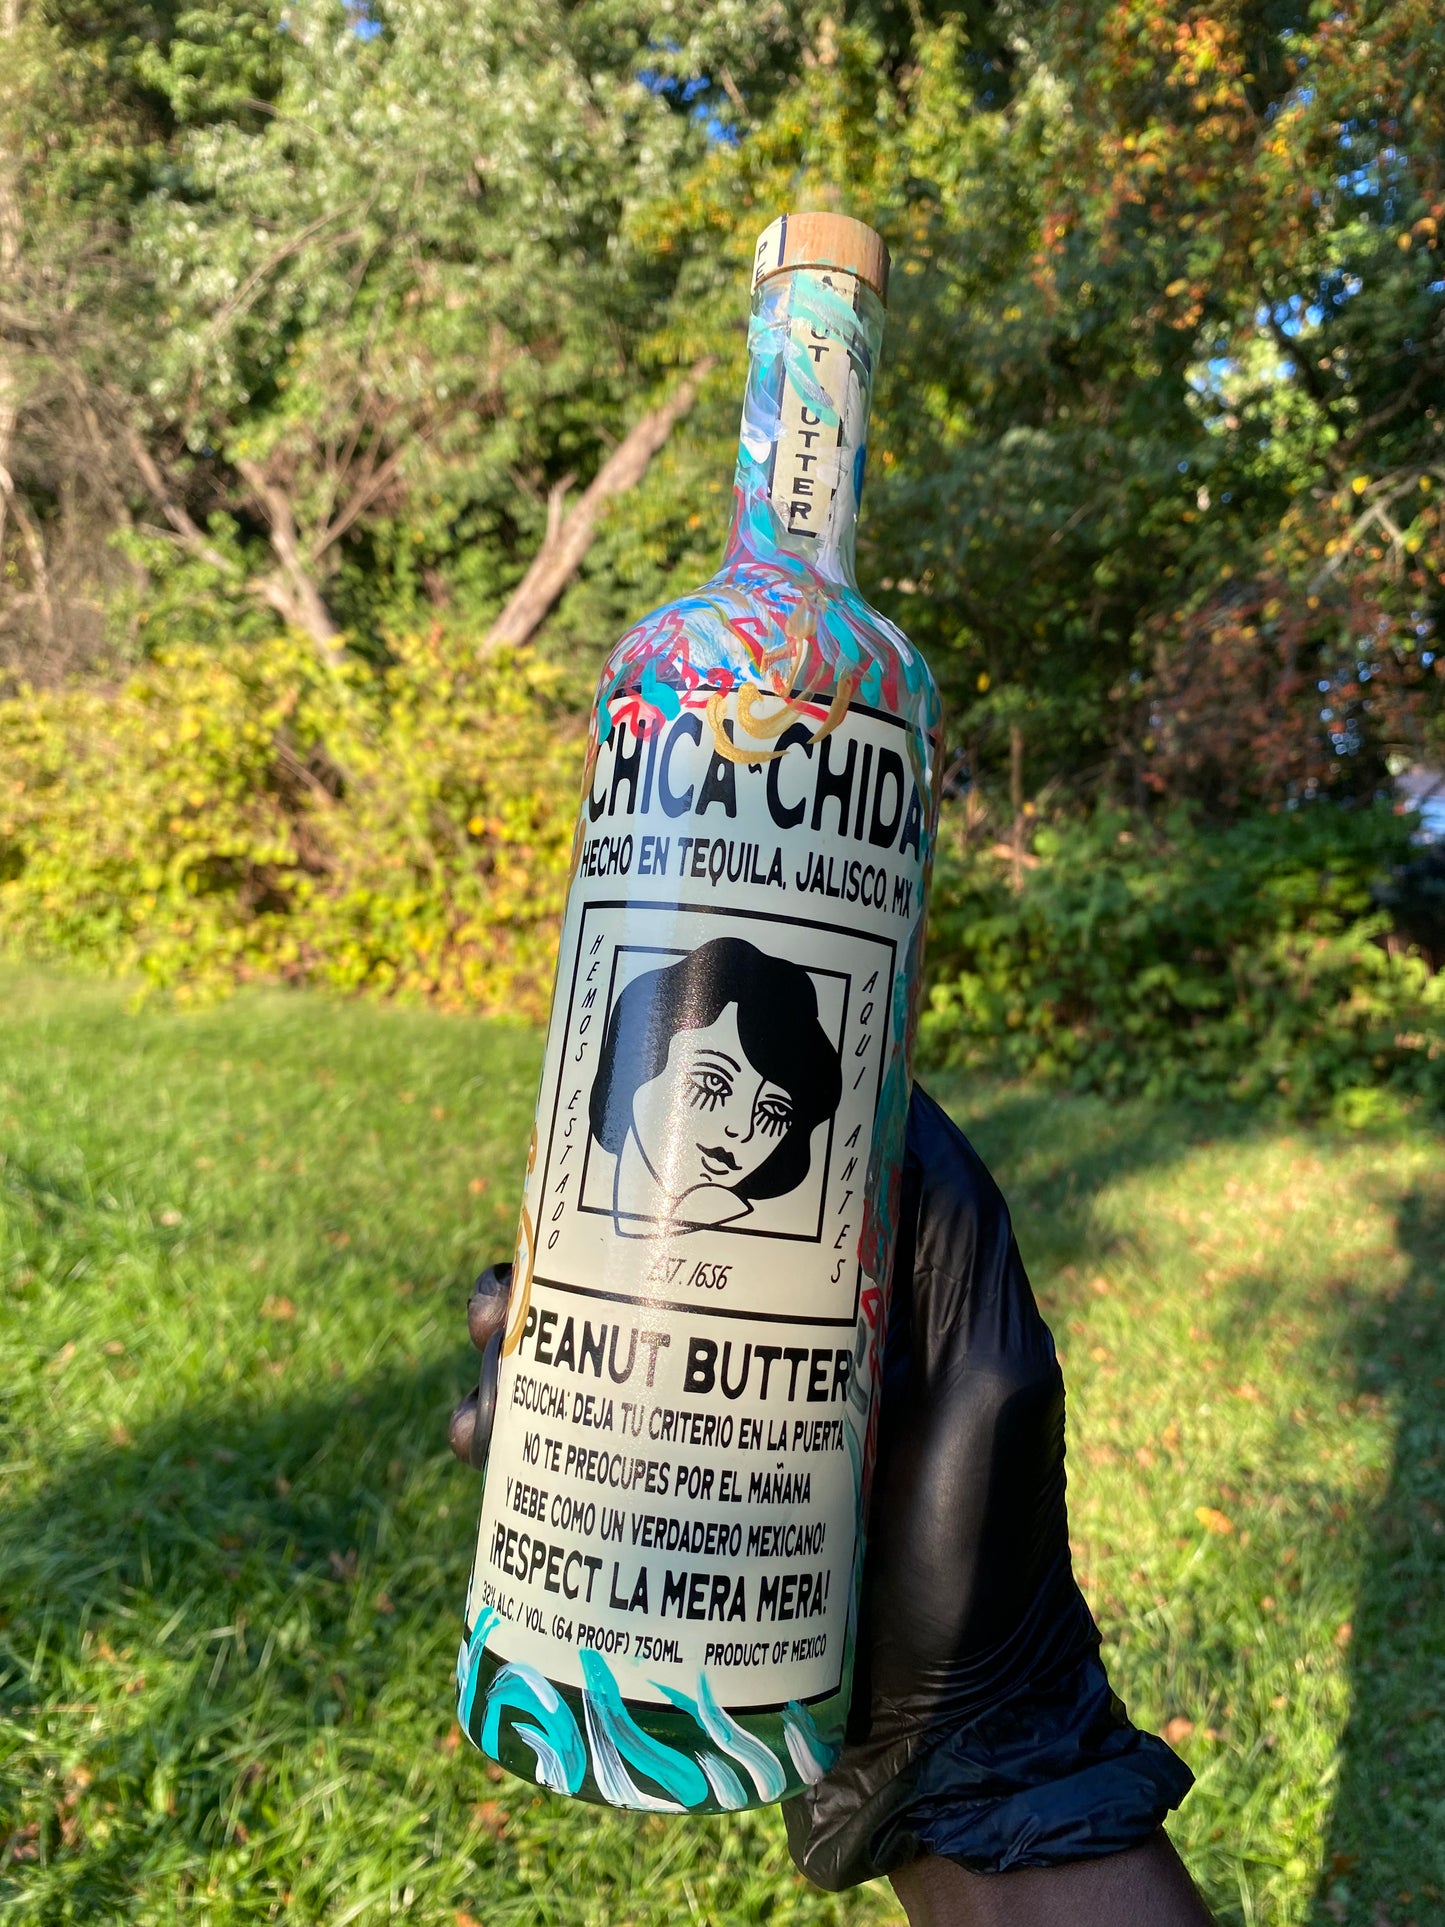 UTTER
CHICA~CHIDA
HECHO EN TEQUILA, JALISCO, MX
HEMOS ESTADO
AQUI ANTES
EST. 1656
PEANUT BUTTER
¡ESCUCHA: DEJA TU CRITERIO EN LA PUERTA,
NO TE PREOCUPES POR EL MAÑANA
Y BEBE COMO UN VERDADERO MEXICANO!
¡RESPECT LA MERA MERA!
32% ALC. / VOL. (64 PROOF) 750ML PRODUCT OF MEXICO